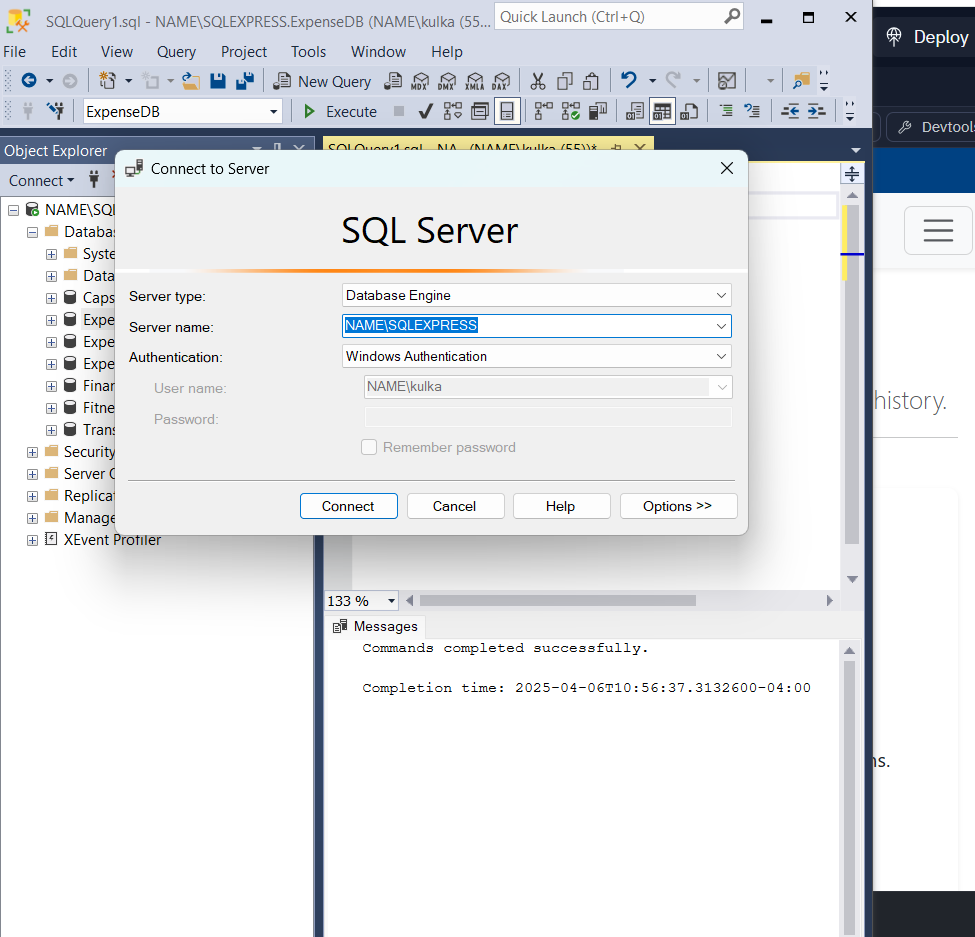 SQLQuery1.sql - NAME\SQLEXPRESS.ExpenseDB (NAME\kulka (55...
Quick Launch (Ctrl+Q)
File Edit View Query Project Tools Window Help
Deploy
New Query
MDX DMX XMLA DAX
ExpenseDB
Execute
Devtools
Object Explorer
SQLQuery1.sql - NA...(NAME\kulka (55))*
Connect
Connect to Server
NAME\SQL
Databas
Syste
Data
Caps
Expe
Expe
Expe
Finan
Fitne
Trans
Security
Server O
Replicat
Manage
XEvent Profiler
SQL Server
Server type: Database Engine
Server name: NAME\SQLEXPRESS
Authentication: Windows Authentication
User name: NAME\kulka
Password:
Remember password
Connect Cancel Help Options >>
history.
133 %
Messages
Commands completed successfully.
Completion time: 2025-04-06T10:56:37.3132600-04:00
ns.